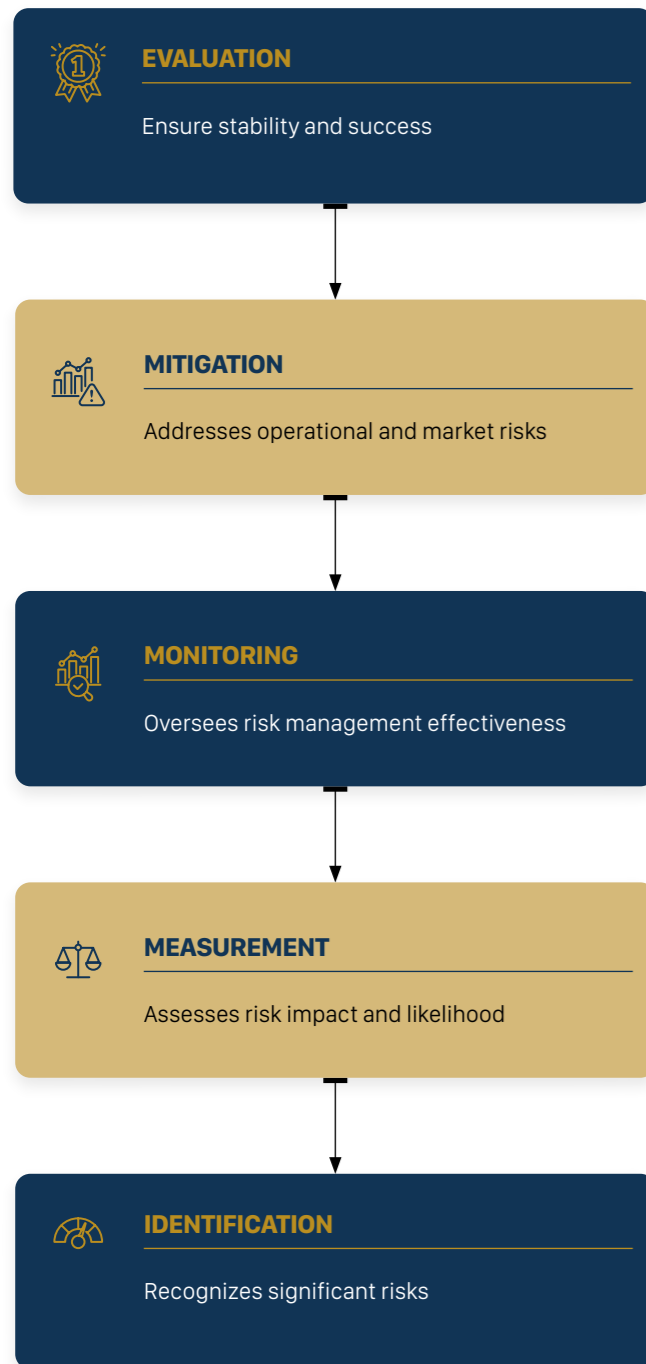 1
EVALUATION
Ensure stability and success
MITIGATION
Addresses operational and market risks
MONITORING
Oversees risk management effectiveness
MEASUREMENT
Assesses risk impact and likelihood
IDENTIFICATION
Recognizes significant risks